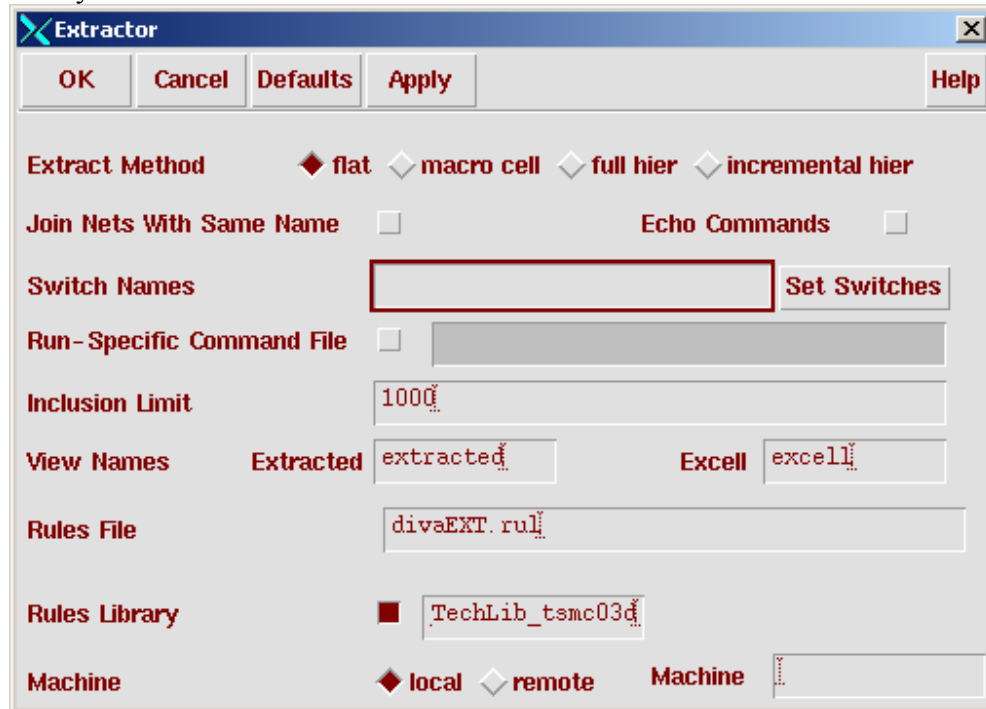 Extractor
OK Cancel Defaults Apply Help
Extract Method flat macro cell full hier incremental hier
Join Nets With Same Name Echo Commands
Switch Names Set Switches
Run-Specific Command File
Inclusion Limit 1000
View Names Extracted extracted Excell excell
Rules File divaEXT.rul
Rules Library TechLib_tsmc03d
Machine local remote Machine